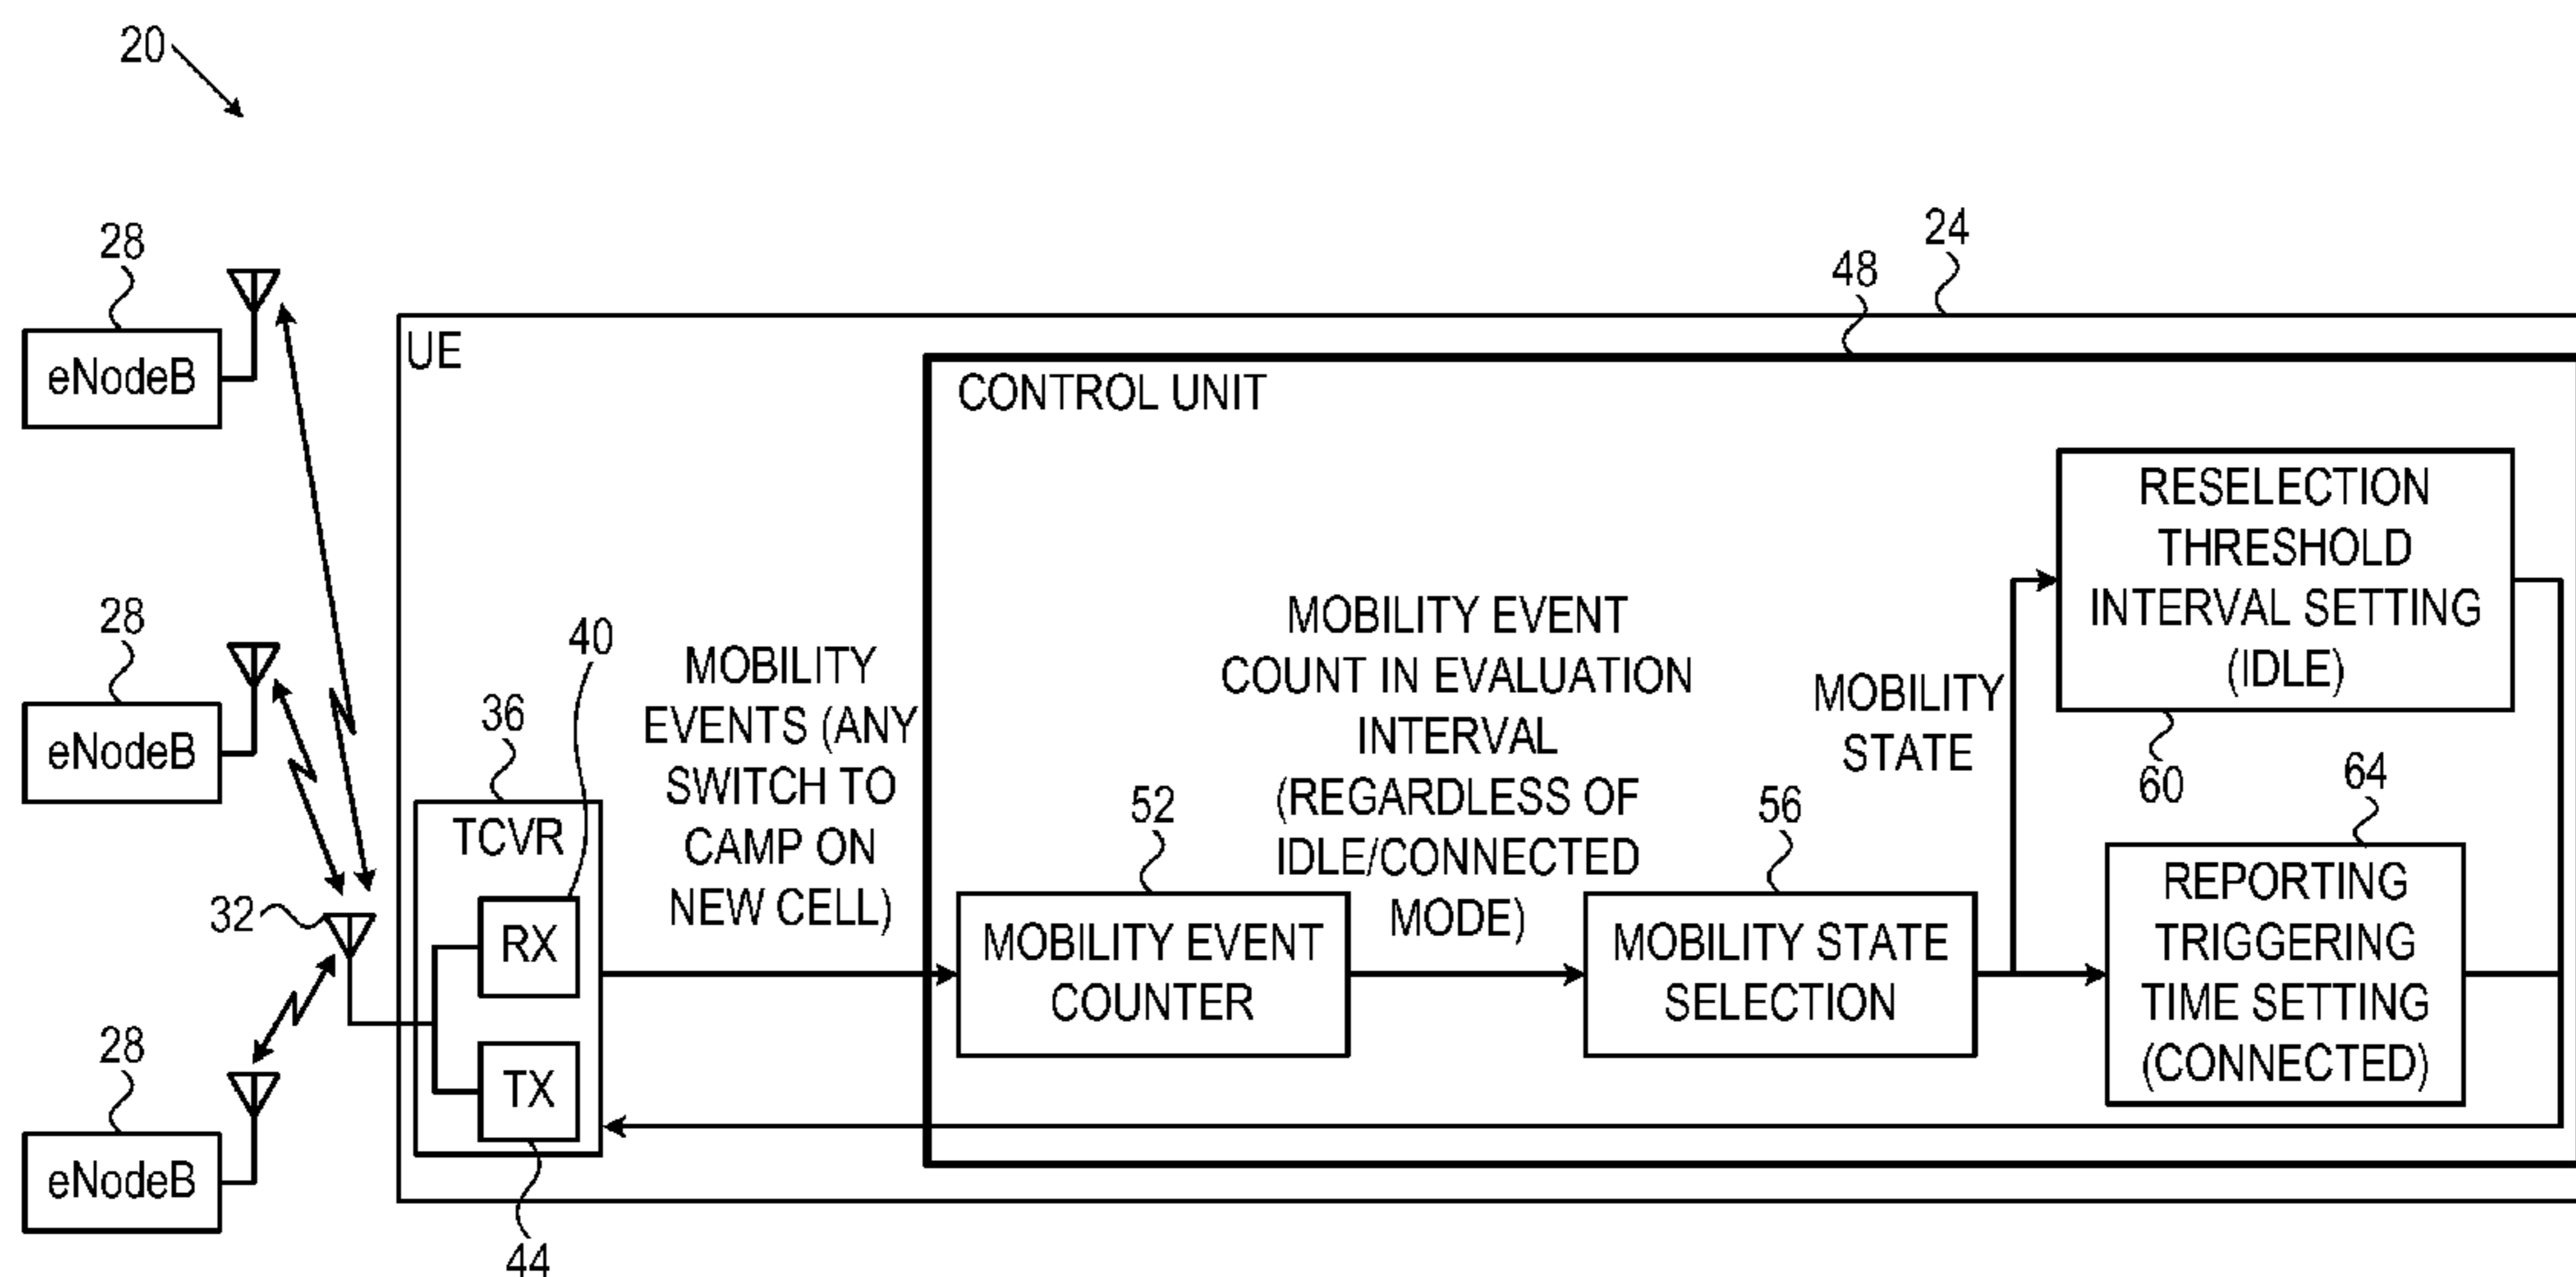 20
24
48
28
eNodeB
UE
CONTROL UNIT
28
eNodeB
28
eNodeB
32
36
TCVR
40
RX
TX
44
MOBILITY
EVENTS (ANY
SWITCH TO
CAMP ON
NEW CELL)
52
MOBILITY EVENT
COUNTER
MOBILITY EVENT
COUNT IN EVALUATION
INTERVAL
(REGARDLESS OF
IDLE/CONNECTED
MODE)
56
MOBILITY STATE
SELECTION
MOBILITY
STATE
RESELECTION
THRESHOLD
INTERVAL SETTING
(IDLE)
60
64
REPORTING
TRIGGERING
TIME SETTING
(CONNECTED)